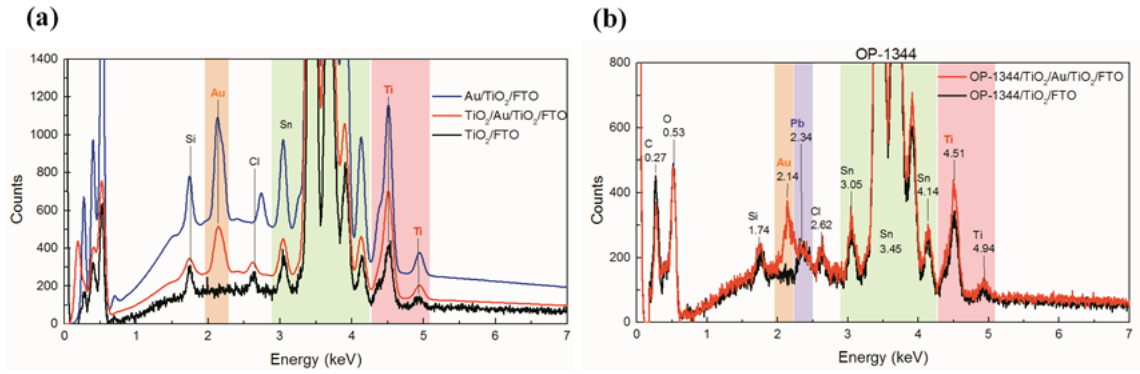 (a)
1400
1200
1000
800
600
400
200
0
Counts
0 1 2 3 4 5 6 7
Energy (keV)
Si
Au
Cl
Sn
Ti
Ti
Au/TiO₂/FTO
TiO₂/Au/TiO₂/FTO
TiO₂/FTO
(b)
OP-1344
800
600
400
200
0
Counts
1 2 3 4 5 6 7
Energy (keV)
C
0.27
O
0.53
Si
1.74
Au
2.14
Pb
2.34
Cl
2.62
Sn
3.05
Sn
3.45
Sn
4.14
Ti
4.51
Ti
4.94
OP-1344/TiO₂/Au/TiO₂/FTO
OP-1344/TiO₂/FTO